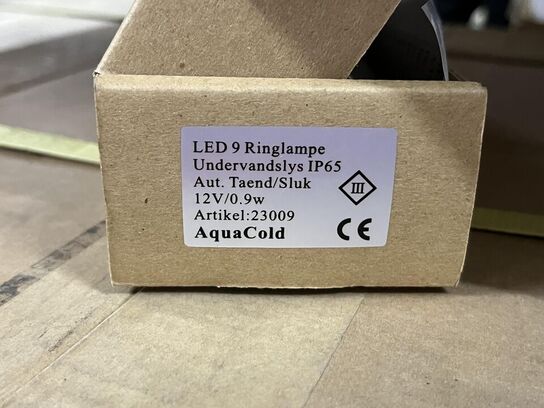 LED 9 Ringlampe
Undervandslys IP65
Aut. Taend/Sluk
12V/0.9w
Artikel:23009
AquaCold
III
CE